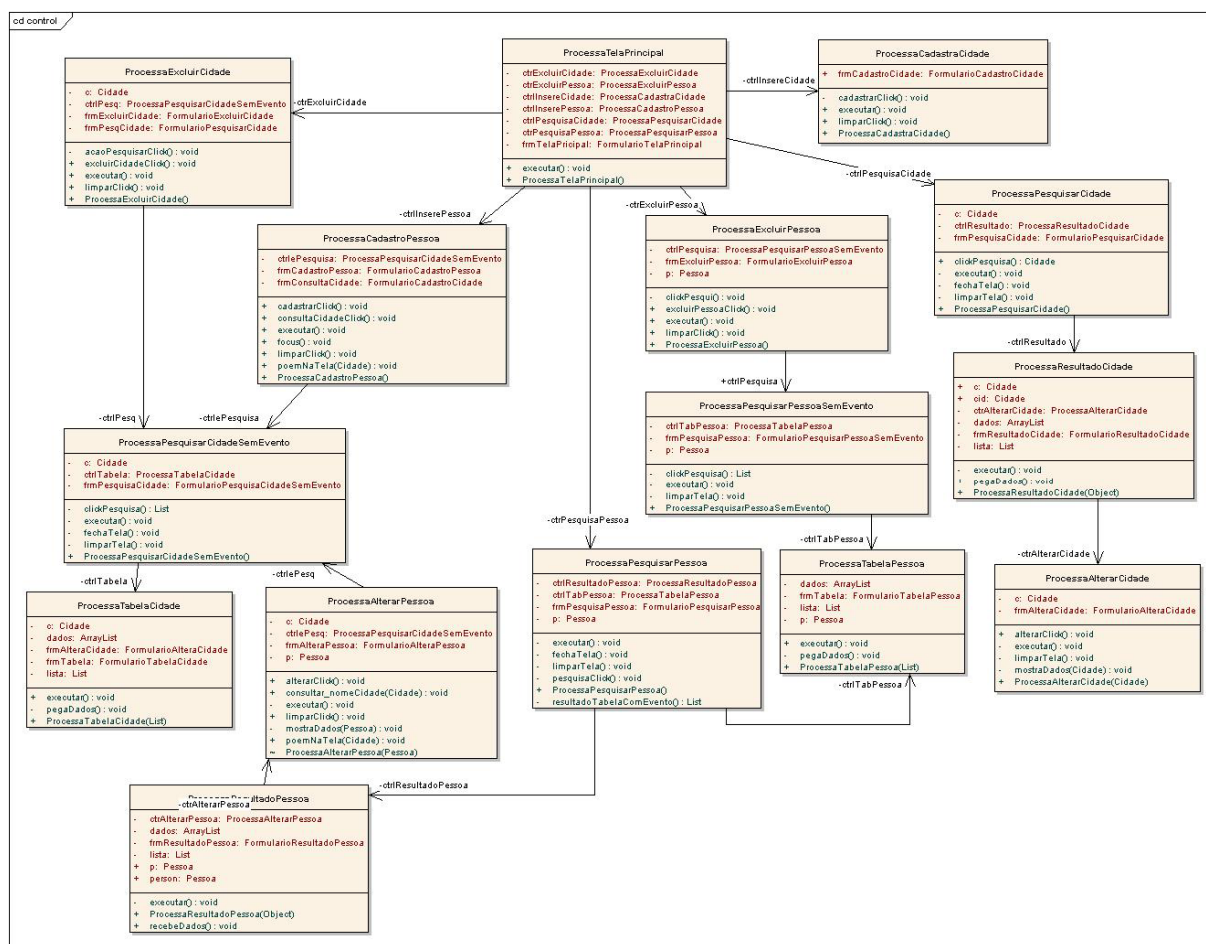 cd control
ProcessaExcluirCidade
- c: Cidade
- ctrlPesq: ProcessaPesquisarCidadeSemEvento
- frmExcluirCidade: FormularioExcluirCidade
- frmPesqCidade: FormularioPesquisarCidade
- acaoPesquisarClick() : void
+ excluirCidadeClick() : void
+ executar() : void
+ limparClick() : void
+ ProcessaExcluirCidade()
-ctrExcluirCidade
ProcessaTelaPrincipal
- ctrExcluirCidade: ProcessaExcluirCidade
- ctrExcluirPessoa: ProcessaExcluirPessoa
- ctrlInsereCidade: ProcessaCadastraCidade
- ctrlInserePessoa: ProcessaCadastroPessoa
- ctrlPesquisaCidade: ProcessaPesquisarCidade
- ctrPesquisaPessoa: ProcessaPesquisarPessoa
- frmTelaPricipal: FormularioTelaPrincipal
+ executar() : void
+ ProcessaTelaPrincipal()
-ctrlInsereCidade
ProcessaCadastraCidade
+ frmCadastroCidade: FormularioCadastroCidade
- cadastrarClick() : void
+ executar() : void
+ limparClick() : void
+ ProcessaCadastraCidade()
-ctrlPesquisaCidade
ProcessaPesquisarCidade
- c: Cidade
- ctrlResultado: ProcessaResultadoCidade
- frmPesquisaCidade: FormularioPesquisarCidade
+ clickPesquisa() : Cidade
- executar() : void
- fechaTela() : void
- limparTela() : void
+ ProcessaPesquisarCidade()
-ctrlInserePessoa
ProcessaCadastroPessoa
- ctrlePesquisa: ProcessaPesquisarCidadeSemEvento
- frmCadastroPessoa: FormularioCadastroPessoa
- frmConsultaCidade: FormularioCadastroCidade
+ cadastrarClick() : void
+ consultaCidadeClick() : void
+ executar() : void
+ focus() : void
+ limparClick() : void
+ poemNaTela(Cidade) : void
+ ProcessaCadastroPessoa()
-ctrExcluirPessoa
ProcessaExcluirPessoa
- ctrlPesquisa: ProcessaPesquisarPessoaSemEvento
- frmExcluirPessoa: FormularioExcluirPessoa
- p: Pessoa
- clickPesqui() : void
+ excluirPessoaClick() : void
+ executar() : void
+ limparClick() : void
+ ProcessaExcluirPessoa()
-ctrlResultado
ProcessaResultadoCidade
+ c: Cidade
+ cid: Cidade
- ctrAlterarCidade: ProcessaAlterarCidade
- dados: ArrayList
- frmResultadoCidade: FormularioResultadoCidade
- lista: List
- executar() : void
+ pegaDados() : void
+ ProcessaResultadoCidade(Object)
-ctrlPesq
-ctrlePesquisa
+ctrlPesquisa
ProcessaPesquisarPessoaSemEvento
- ctrlTabPessoa: ProcessaTabelaPessoa
- frmPesquisaPessoa: FormularioPesquisarPessoaSemEvento
- p: Pessoa
- clickPesquisa() : List
- executar() : void
- limparTela() : void
+ ProcessaPesquisarPessoaSemEvento()
ProcessaPesquisarCidadeSemEvento
- c: Cidade
- ctrlTabela: ProcessaTabelaCidade
- frmPesquisaCidade: FormularioPesquisaCidadeSemEvento
- clickPesquisa() : List
- executar() : void
- fechaTela() : void
- limparTela() : void
+ ProcessaPesquisarCidadeSemEvento()
-ctrPesquisaPessoa
-ctrlTabPessoa
-ctrAlterarCidade
-ctrlTabela
-ctrlePesq
ProcessaTabelaCidade
- c: Cidade
- dados: ArrayList
- frmAlteraCidade: FormularioAlteraCidade
- frmTabela: FormularioTabelaCidade
- lista: List
+ executar() : void
- pegaDados() : void
+ ProcessaTabelaCidade(List)
ProcessaAlterarPessoa
- c: Cidade
- ctrlePesq: ProcessaPesquisarCidadeSemEvento
- frmAlteraPessoa: FormularioAlteraPessoa
- p: Pessoa
+ alterarClick() : void
+ consultar_nomeCidade(Cidade) : void
- executar() : void
+ limparClick() : void
- mostraDados(Pessoa) : void
+ poemNaTela(Cidade) : void
~ ProcessaAlterarPessoa(Pessoa)
ProcessaPesquisarPessoa
- ctrlResultadoPessoa: ProcessaResultadoPessoa
- ctrlTabPessoa: ProcessaTabelaPessoa
- frmPesquisaPessoa: FormularioPesquisarPessoa
- p: Pessoa
- executar() : void
- fechaTela() : void
- limparTela() : void
- pesquisaClick() : void
+ ProcessaPesquisarPessoa()
- resultadoTabelaComEvento() : List
ProcessaTabelaPessoa
- dados: ArrayList
- frmTabela: FormularioTabelaPessoa
- lista: List
- p: Pessoa
+ executar() : void
- pegaDados() : void
+ ProcessaTabelaPessoa(List)
-ctrlTabPessoa
ProcessaAlterarCidade
- c: Cidade
- frmAlteraCidade: FormularioAlteraCidade
+ alterarClick() : void
- executar() : void
- limparTela() : void
- mostraDados(Cidade) : void
+ ProcessaAlterarCidade(Cidade)
-ctrlResultadoPessoa
-ctrAlterarPessoa
- ctrAlterarPessoa: ProcessaAlterarPessoa
- dados: ArrayList
- frmResultadoPessoa: FormularioResultadoPessoa
- lista: List
+ p: Pessoa
+ person: Pessoa
- executar() : void
+ ProcessaResultadoPessoa(Object)
+ recebeDados() : void